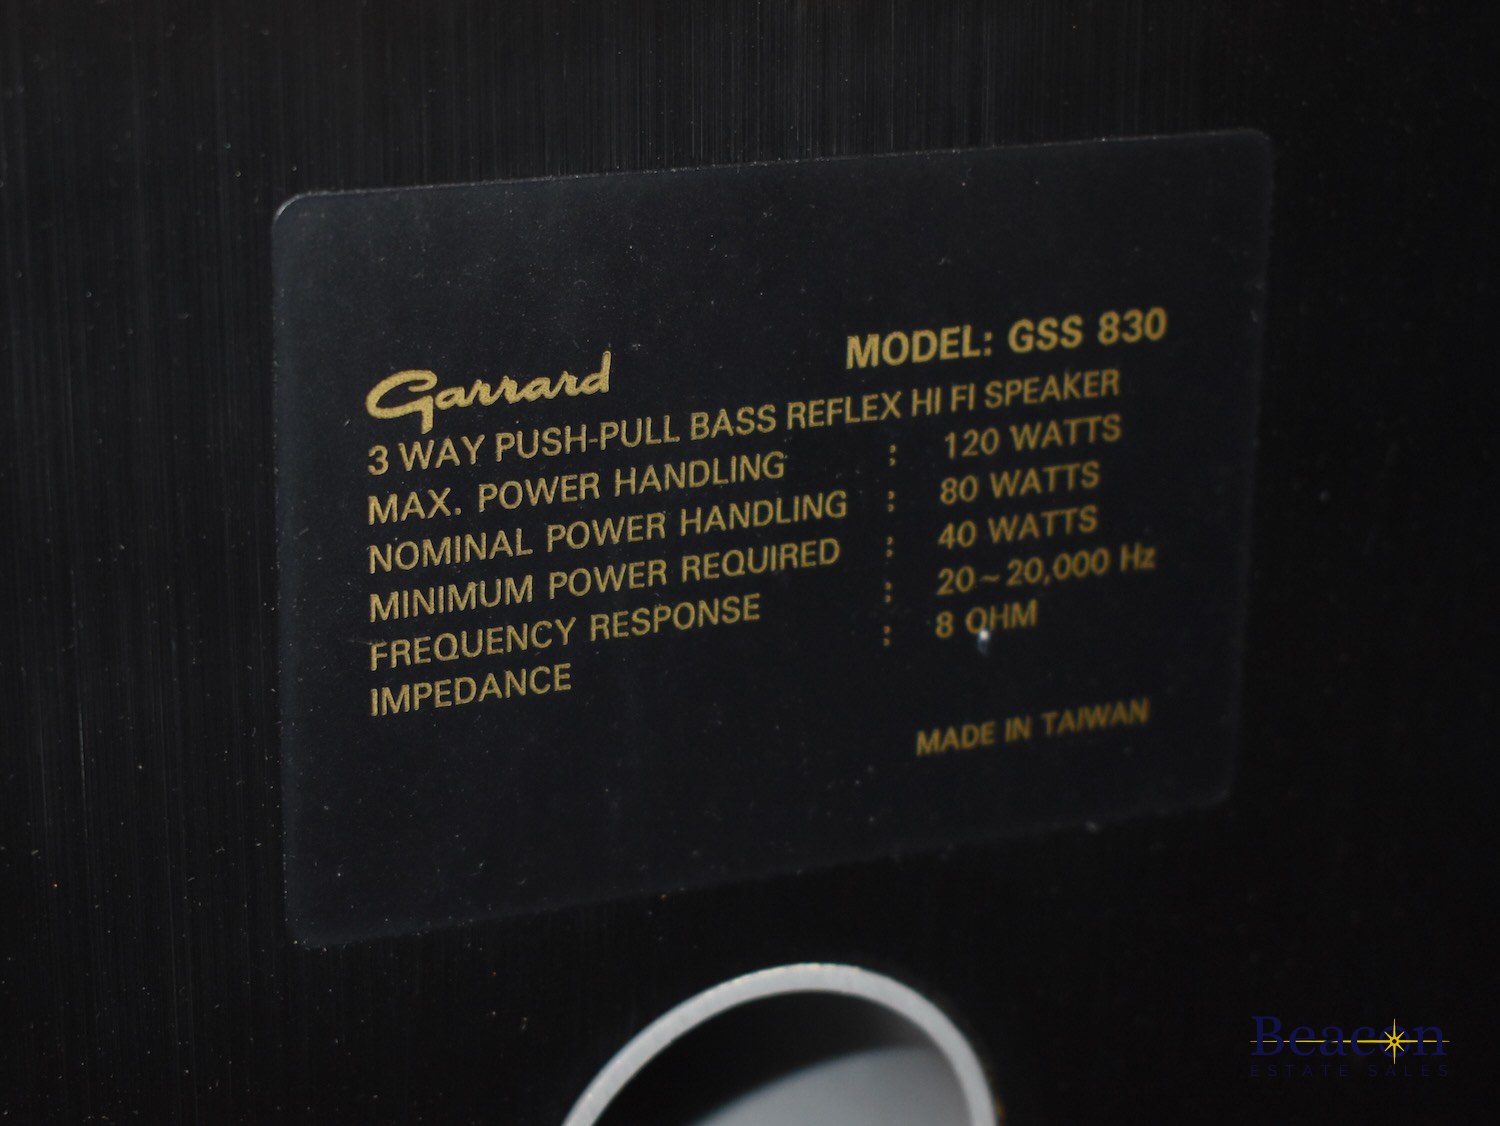 Garrard MODEL: GSS 830
3 WAY PUSH-PULL BASS REFLEX HI FI SPEAKER
MAX. POWER HANDLING : 120 WATTS
NOMINAL POWER HANDLING : 80 WATTS
MINIMUM POWER REQUIRED : 40 WATTS
FREQUENCY RESPONSE : 20~20,000 Hz
IMPEDANCE : 8 OHM
MADE IN TAIWAN
Beacon
ESTATE SALES